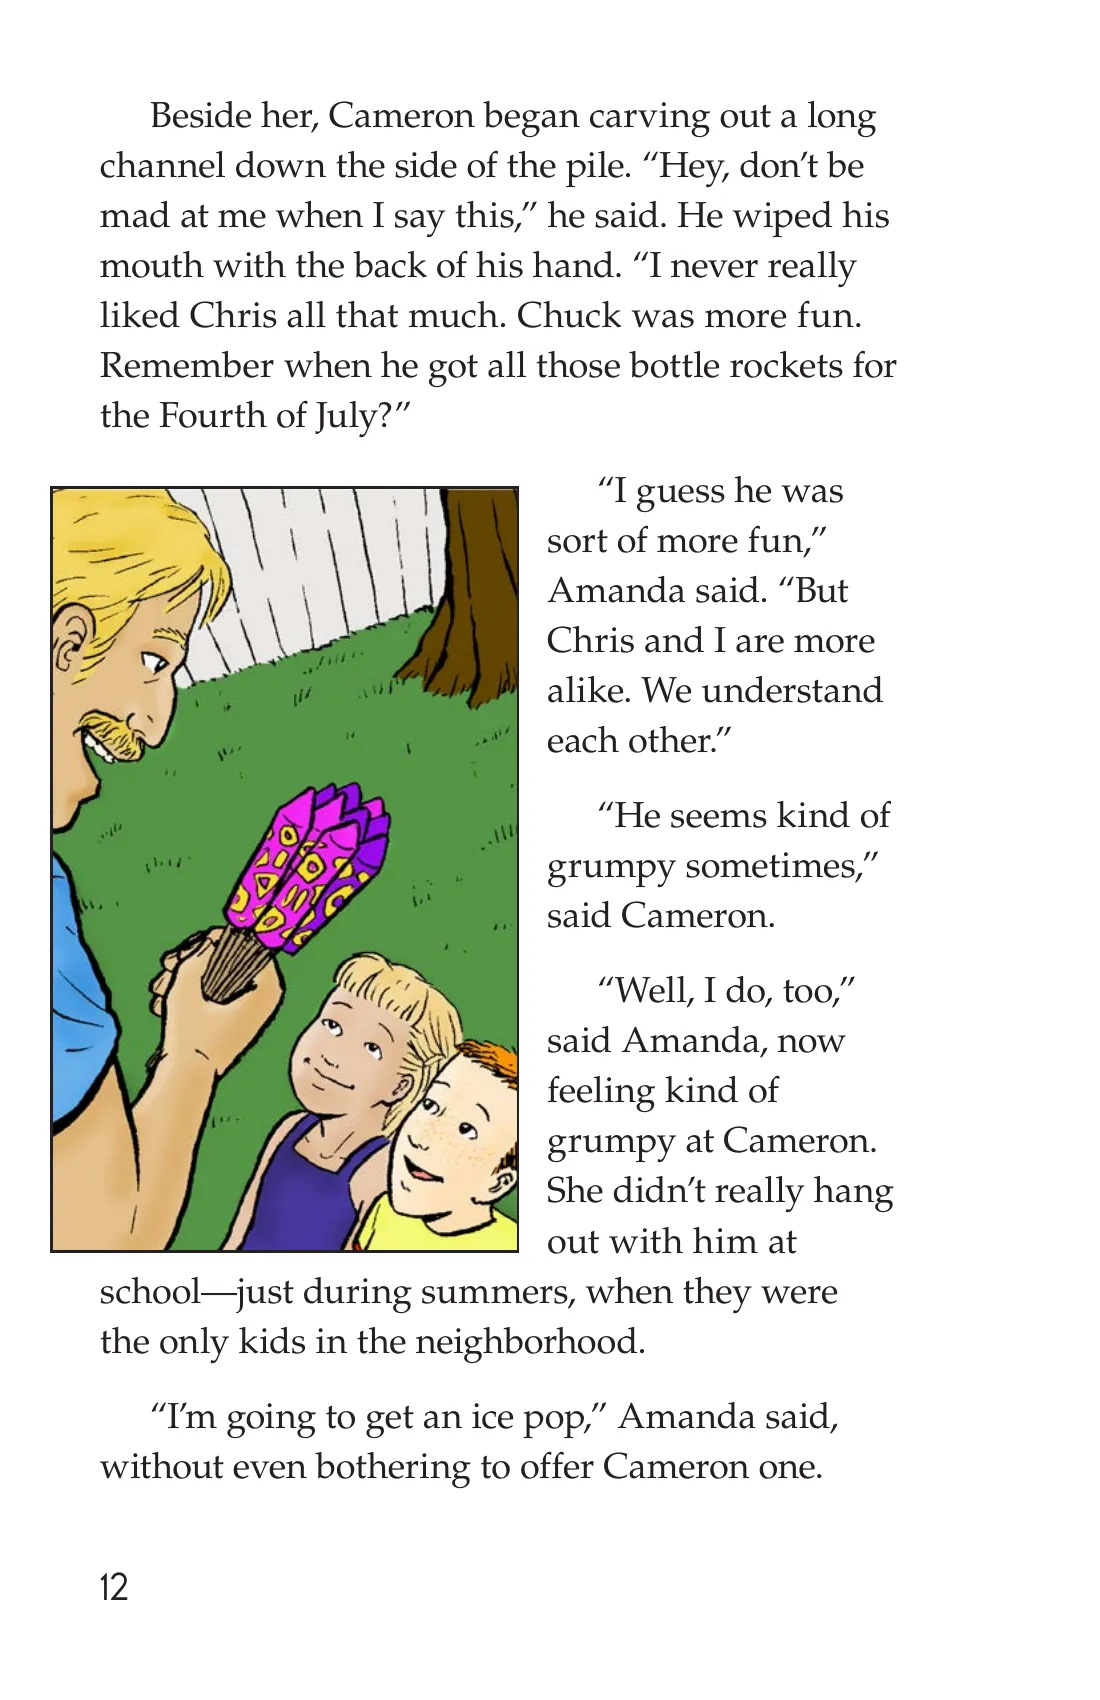 Beside her, Cameron began carving out a long
channel down the side of the pile. “Hey, don’t be
mad at me when I say this,” he said. He wiped his
mouth with the back of his hand. “I never really
liked Chris all that much. Chuck was more fun.
Remember when he got all those bottle rockets for
the Fourth of July?”
“I guess he was
sort of more fun,”
Amanda said. “But
Chris and I are more
alike. We understand
each other.”
“He seems kind of
grumpy sometimes,”
said Cameron.
“Well, I do, too,”
said Amanda, now
feeling kind of
grumpy at Cameron.
She didn’t really hang
out with him at
school—just during summers, when they were
the only kids in the neighborhood.
“I’m going to get an ice pop,” Amanda said,
without even bothering to offer Cameron one.
12